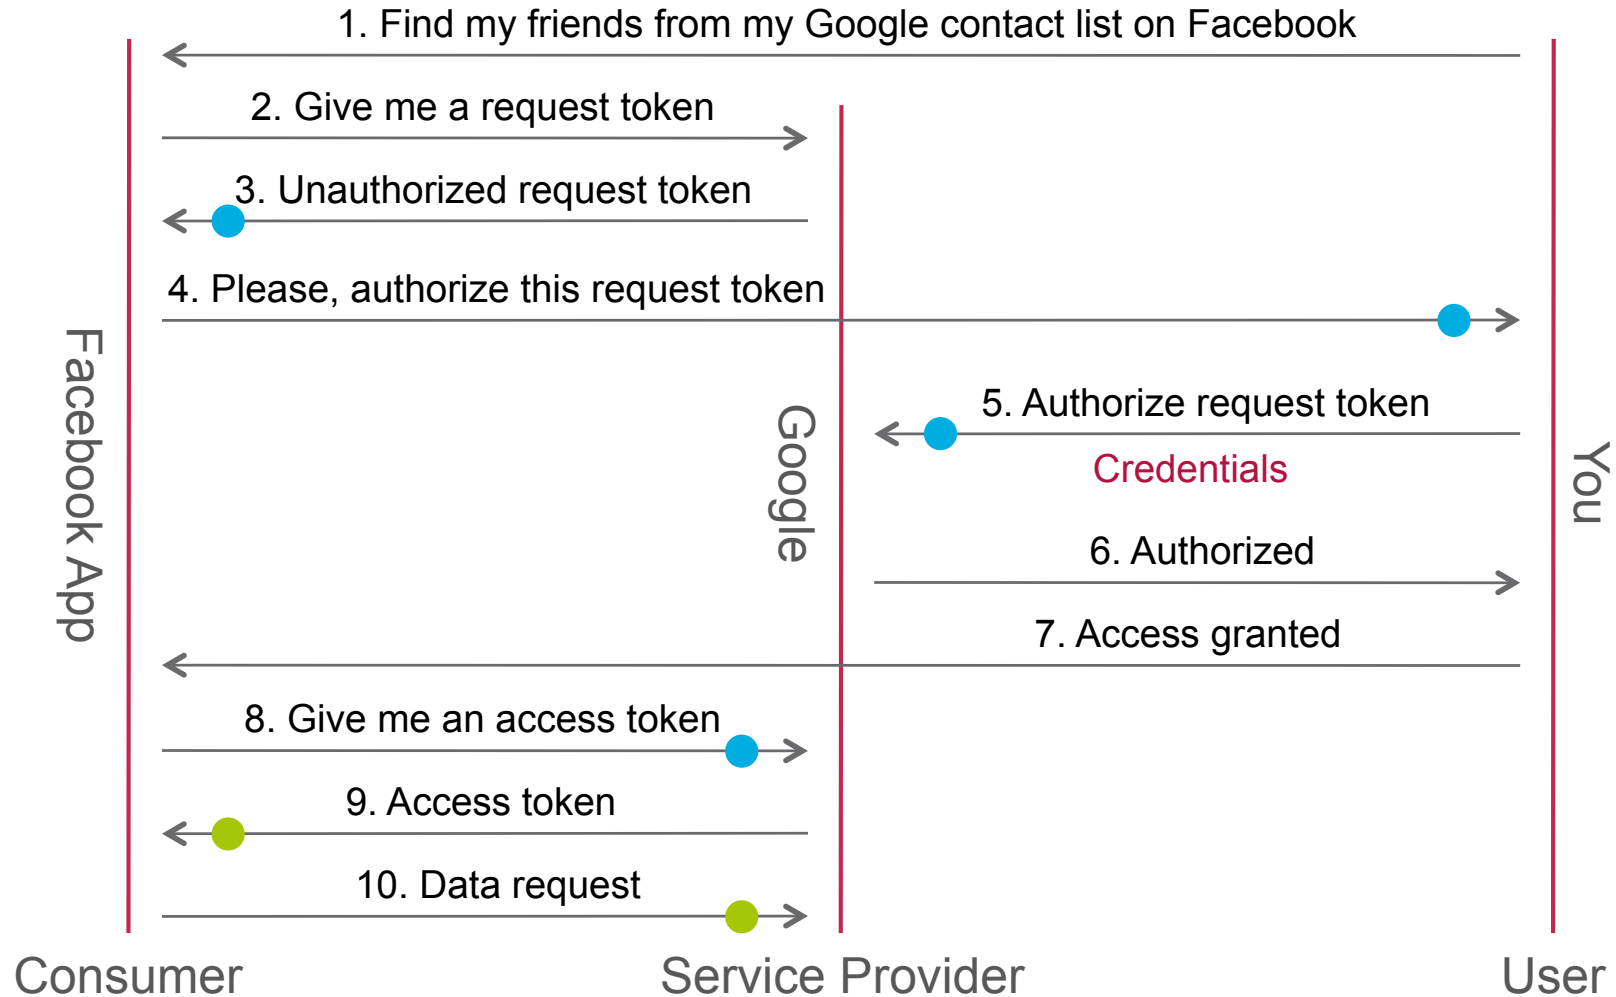 1. Find my friends from my Google contact list on Facebook
2. Give me a request token
3. Unauthorized request token
4. Please, authorize this request token
Facebook App
Google
5. Authorize request token
Credentials
You
6. Authorized
7. Access granted
8. Give me an access token
9. Access token
10. Data request
Consumer
Service Provider
User